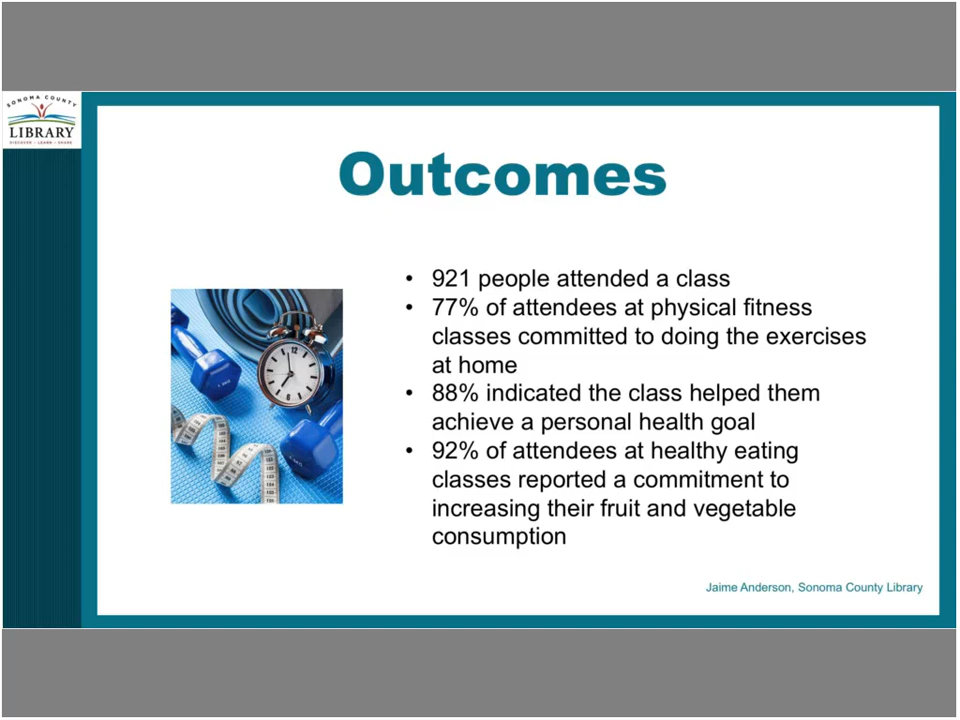 SONOMA COUNTY
LIBRARY
DISCOVER • LEARN • SHARE
Outcomes
• 921 people attended a class
• 77% of attendees at physical fitness
classes committed to doing the exercises
at home
• 88% indicated the class helped them
achieve a personal health goal
• 92% of attendees at healthy eating
classes reported a commitment to
increasing their fruit and vegetable
consumption
Jaime Anderson, Sonoma County Library